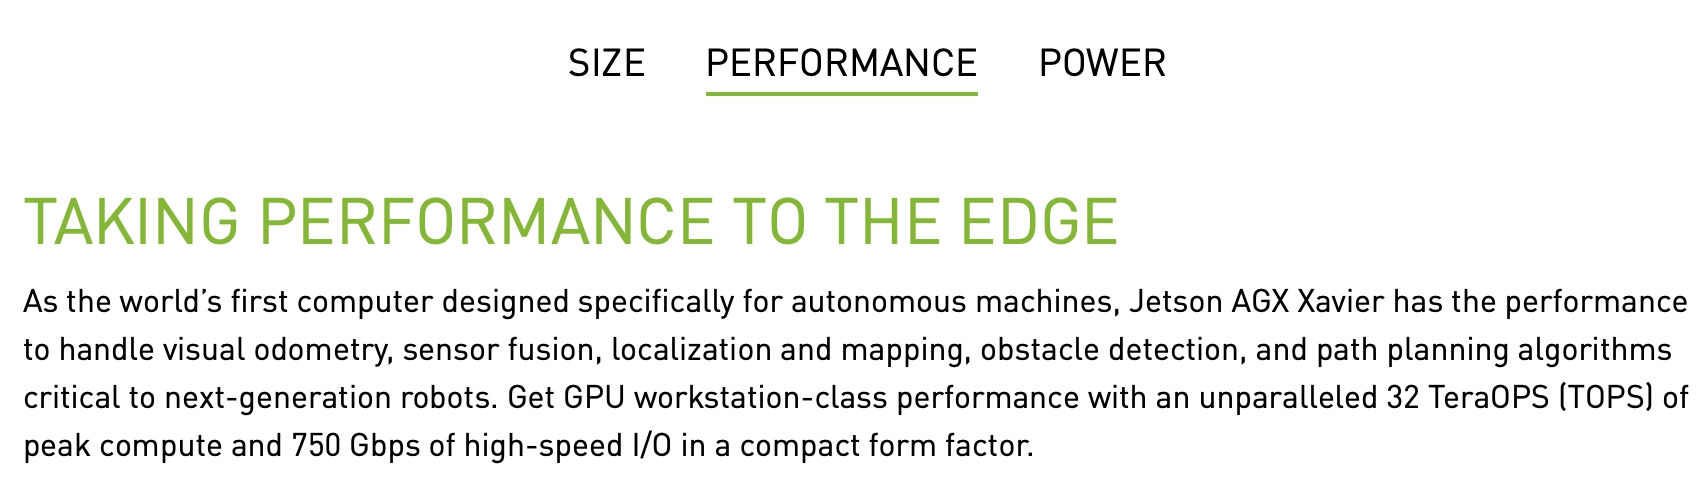 SIZE PERFORMANCE POWER
TAKING PERFORMANCE TO THE EDGE
As the world’s first computer designed specifically for autonomous machines, Jetson AGX Xavier has the performance
to handle visual odometry, sensor fusion, localization and mapping, obstacle detection, and path planning algorithms
critical to next-generation robots. Get GPU workstation-class performance with an unparalleled 32 TeraOPS (TOPS) of
peak compute and 750 Gbps of high-speed I/O in a compact form factor.